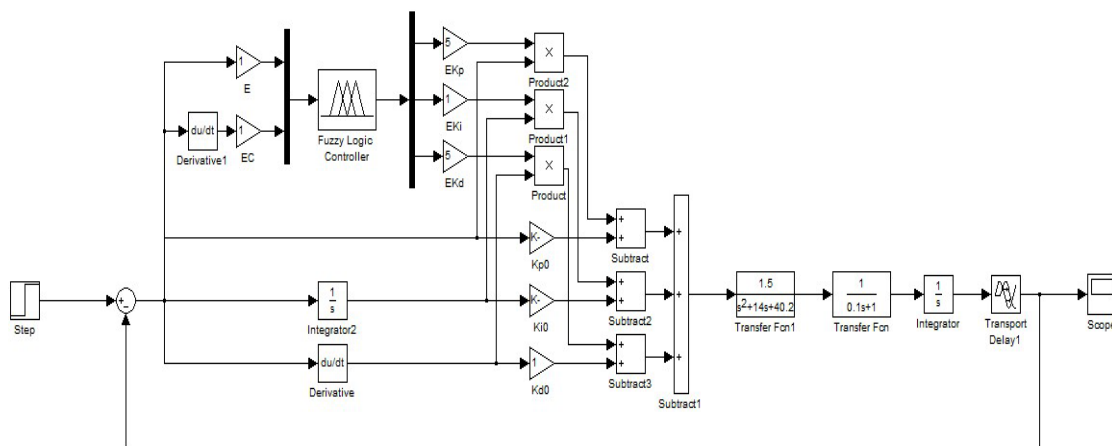 1
E
du/dt
Derivative1
1
EC
Fuzzy Logic
Controller
5
EKp
1
EKi
5
EKd
X
Product2
X
Product1
X
Product
K-
Kp0
+
+
Subtract
Step
+
−
1
s
Integrator2
K-
Ki0
+
+
Subtract2
du/dt
Derivative
1
Kd0
+
+
Subtract3
+
+
+
Subtract1
1.5
s²+14s+40.2
Transfer Fcn1
1
0.1s+1
Transfer Fcn
1
s
Integrator
Transport
Delay1
Scope